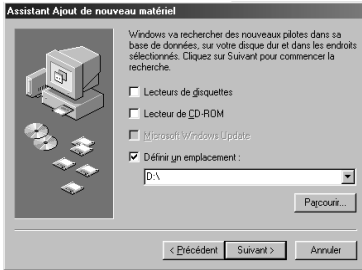 Assistant Ajout de nouveau matériel
Windows va rechercher des nouveaux pilotes dans sa
base de données, sur votre disque dur et dans les endroits
sélectionnés. Cliquez sur Suivant pour commencer la
recherche.
Lecteurs de disquettes
Lecteur de CD-ROM
Microsoft Windows Update
Définir un emplacement :
D:\
Parcourir...
< Précédent
Suivant >
Annuler